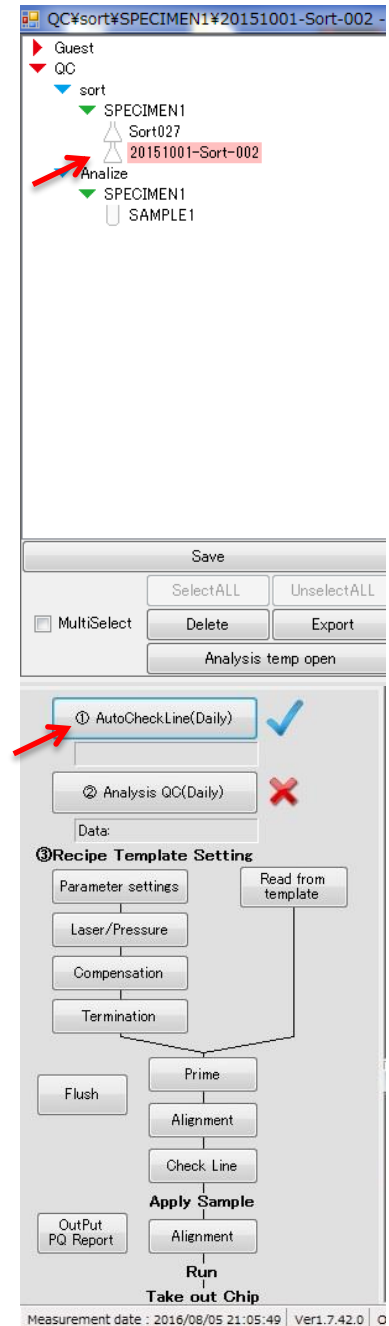 QC¥sort¥SPECIMEN1¥20151001-Sort-002 -
Guest
QC
sort
SPECIMEN1
Sort027
20151001-Sort-002
Analize
SPECIMEN1
SAMPLE1
Save
SelectALL UnselectALL
MultiSelect Delete Export
Analysis temp open
① AutoCheckLine(Daily)
② Analysis QC(Daily)
Data:
③Recipe Template Setting
Parameter settings
Read from template
Laser/Pressure
Compensation
Termination
Prime
Flush
Alignment
Check Line
Apply Sample
OutPut PQ Report
Alignment
Run
Take out Chip
Measurement date : 2016/08/05 21:05:49 Ver1.7.42.0